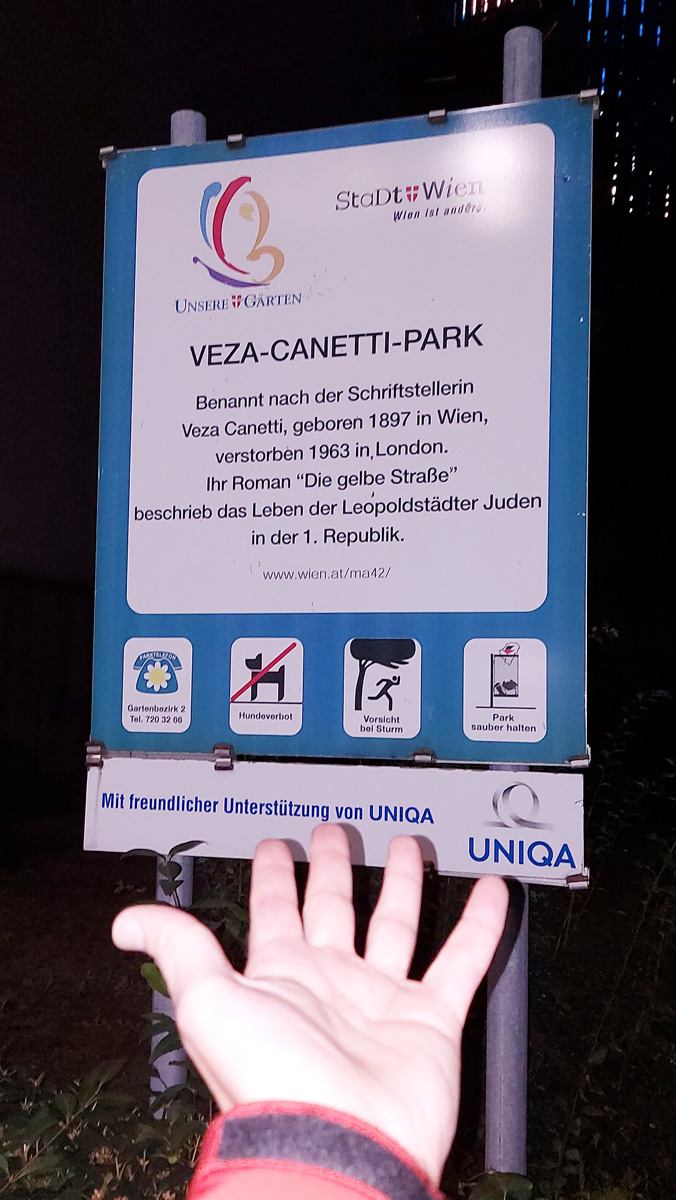 StaDt Wien
Wien ist anders.
UNSERE GÄRTEN
VEZA-CANETTI-PARK
Benannt nach der Schriftstellerin
Veza Canetti, geboren 1897 in Wien,
verstorben 1963 in London.
Ihr Roman “Die gelbe Straße”
beschrieb das Leben der Leopoldstädter Juden
in der 1. Republik.
www.wien.at/ma42/
PARKTELEFON
Gartenbezirk 2
Tel. 720 32 66
Hundeverbot
Vorsicht
bei Sturm
Park
sauber halten
Mit freundlicher Unterstützung von UNIQA
UNIQA